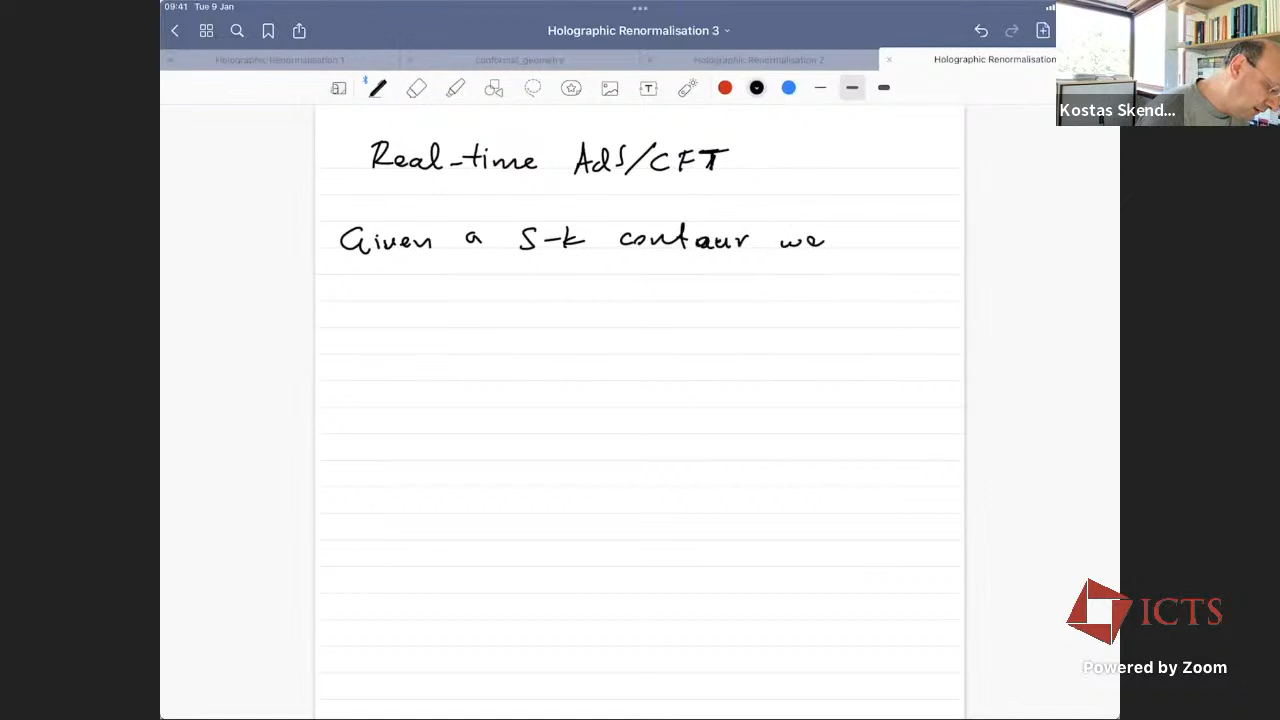 09:41 Tue 9 Jan
Holographic Renormalisation 3
Holographic Renormalisation 1
conformal_geometry
Holographic Renormalisation 2
Holographic Renormalisation
Kostas Skend...
Real-time AdS/CFT
Given a S-k contour we
ICTS
Powered by Zoom